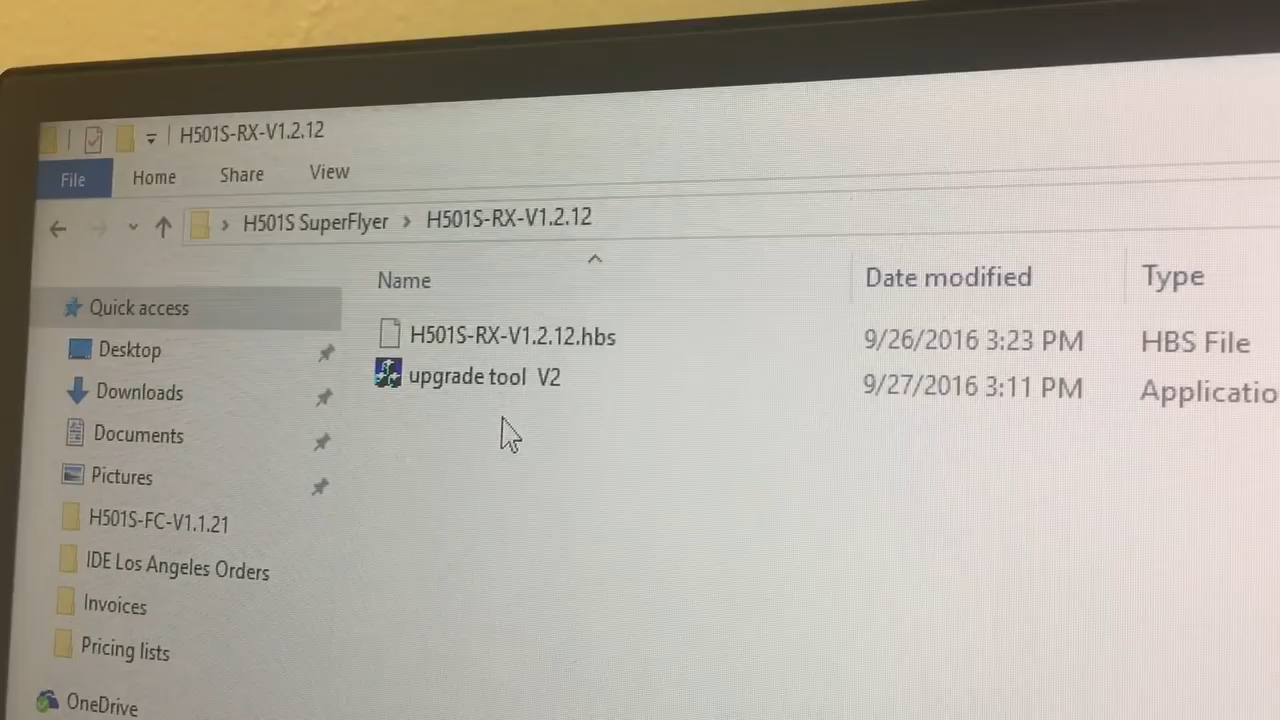 H501S-RX-V1.2.12
File Home Share View
H501S SuperFlyer > H501S-RX-V1.2.12
Name Date modified Type
Quick access
H501S-RX-V1.2.12.hbs 9/26/2016 3:23 PM HBS File
Desktop
upgrade tool V2 9/27/2016 3:11 PM Applicatio
Downloads
Documents
Pictures
H501S-FC-V1.1.21
IDE Los Angeles Orders
Invoices
Pricing lists
OneDrive